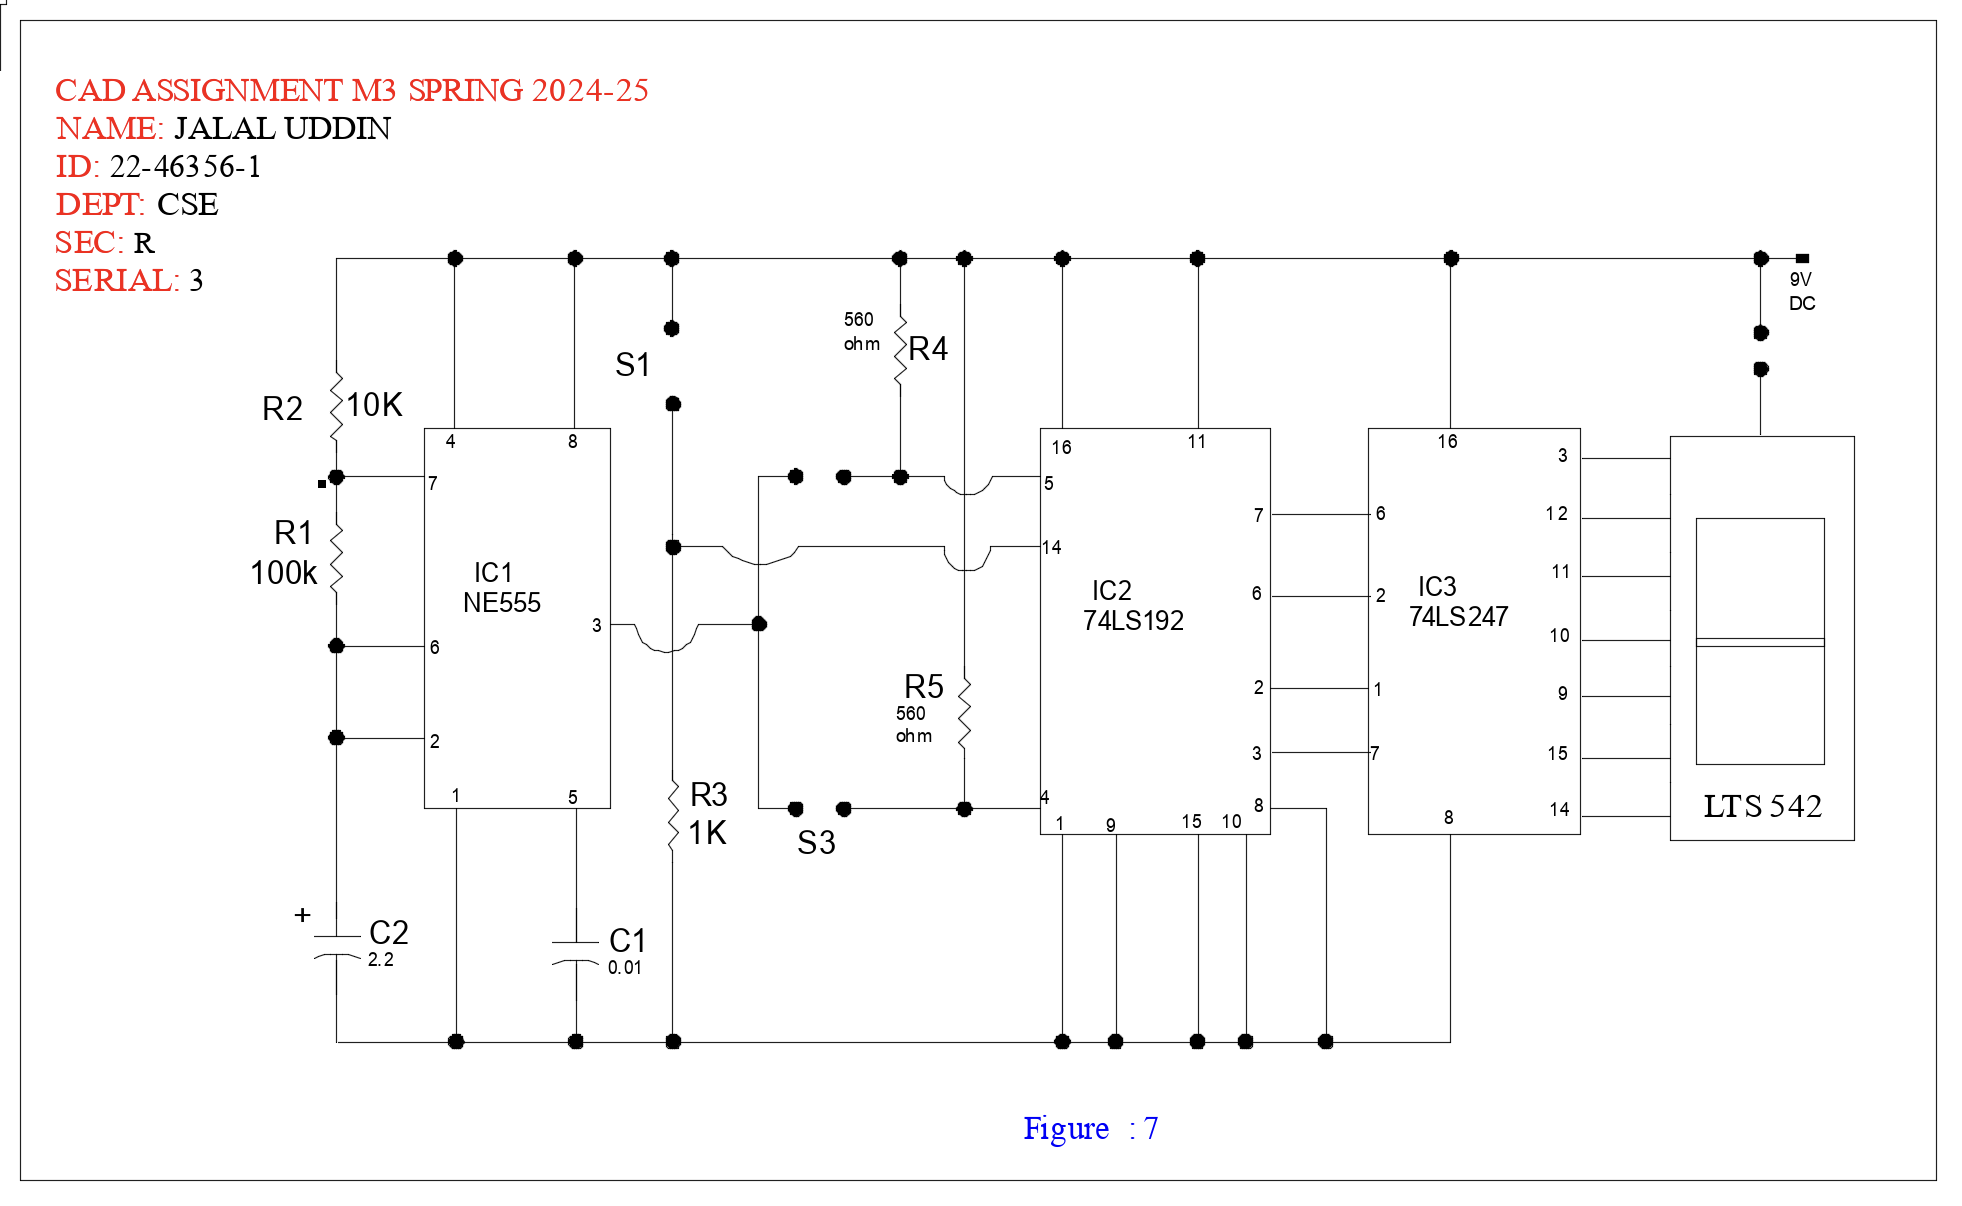 CAD ASSIGNMENT M3 SPRING 2024-25
NAME: JALAL UDDIN
ID: 22-46356-1
DEPT: CSE
SEC: R
SERIAL: 3
9V
DC
560
ohm
R4
S1
R2
10K
4
8
16
11
16
3
7
5
7
6
12
R1
100k
14
11
IC1
NE555
IC2
74LS192
IC3
74LS247
6
2
3
10
6
2
1
9
R5
560
ohm
2
3
7
15
1
5
R3
1K
4
8
14
LTS 542
1
9
15
10
8
S3
+
C2
2.2
C1
0.01
Figure : 7